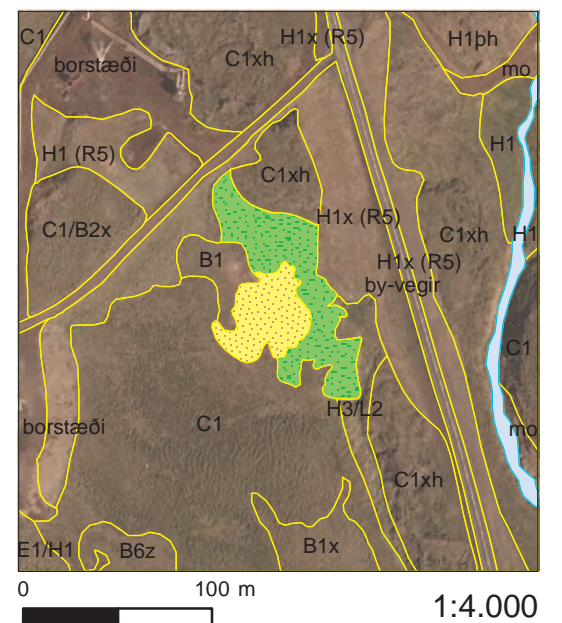 C1
H1x (R5)
H1þh
borstæði
C1xh
mo
H1 (R5)
H1
C1xh
C1/B2x
H1x (R5)
C1xh
H1
B1
H1x (R5)
by-vegir
C1
H3/L2
borstæði
C1
mo
C1xh
E1/H1
B6z
B1x
0
100 m
1:4.000